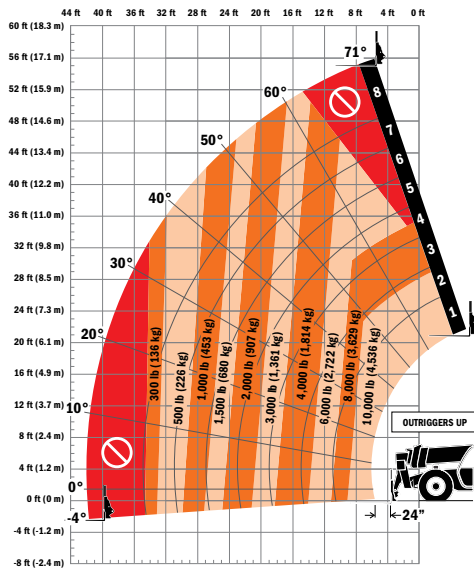 44 ft 40 ft 36 ft 32 ft 28 ft 24 ft 20 ft 16 ft 12 ft 8 ft 4 ft 0 ft
60 ft (18.3 m)
56 ft (17.1 m)
52 ft (15.9 m)
48 ft (14.6 m)
44 ft (13.4 m)
40 ft (12.2 m)
36 ft (11.0 m)
32 ft (9.8 m)
28 ft (8.5 m)
24 ft (7.3 m)
20 ft (6.1 m)
16 ft (4.9 m)
12 ft (3.7 m)
8 ft (2.4 m)
4 ft (1.2 m)
0 ft (0 m)
-4 ft (-1.2 m)
-8 ft (-2.4 m)
71°
60°
50°
40°
30°
20°
10°
0°
-4°
8
7
6
5
4
3
2
1
300 lb (136 kg)
500 lb (226 kg)
1,000 lb (453 kg)
1,500 lb (680 kg)
2,000 lb (907 kg)
3,000 lb (1,361 kg)
4,000 lb (1,814 kg)
6,000 lb (2,722 kg)
8,000 lb (3,629 kg)
10,000 lb (4,536 kg)
OUTRIGGERS UP
24”